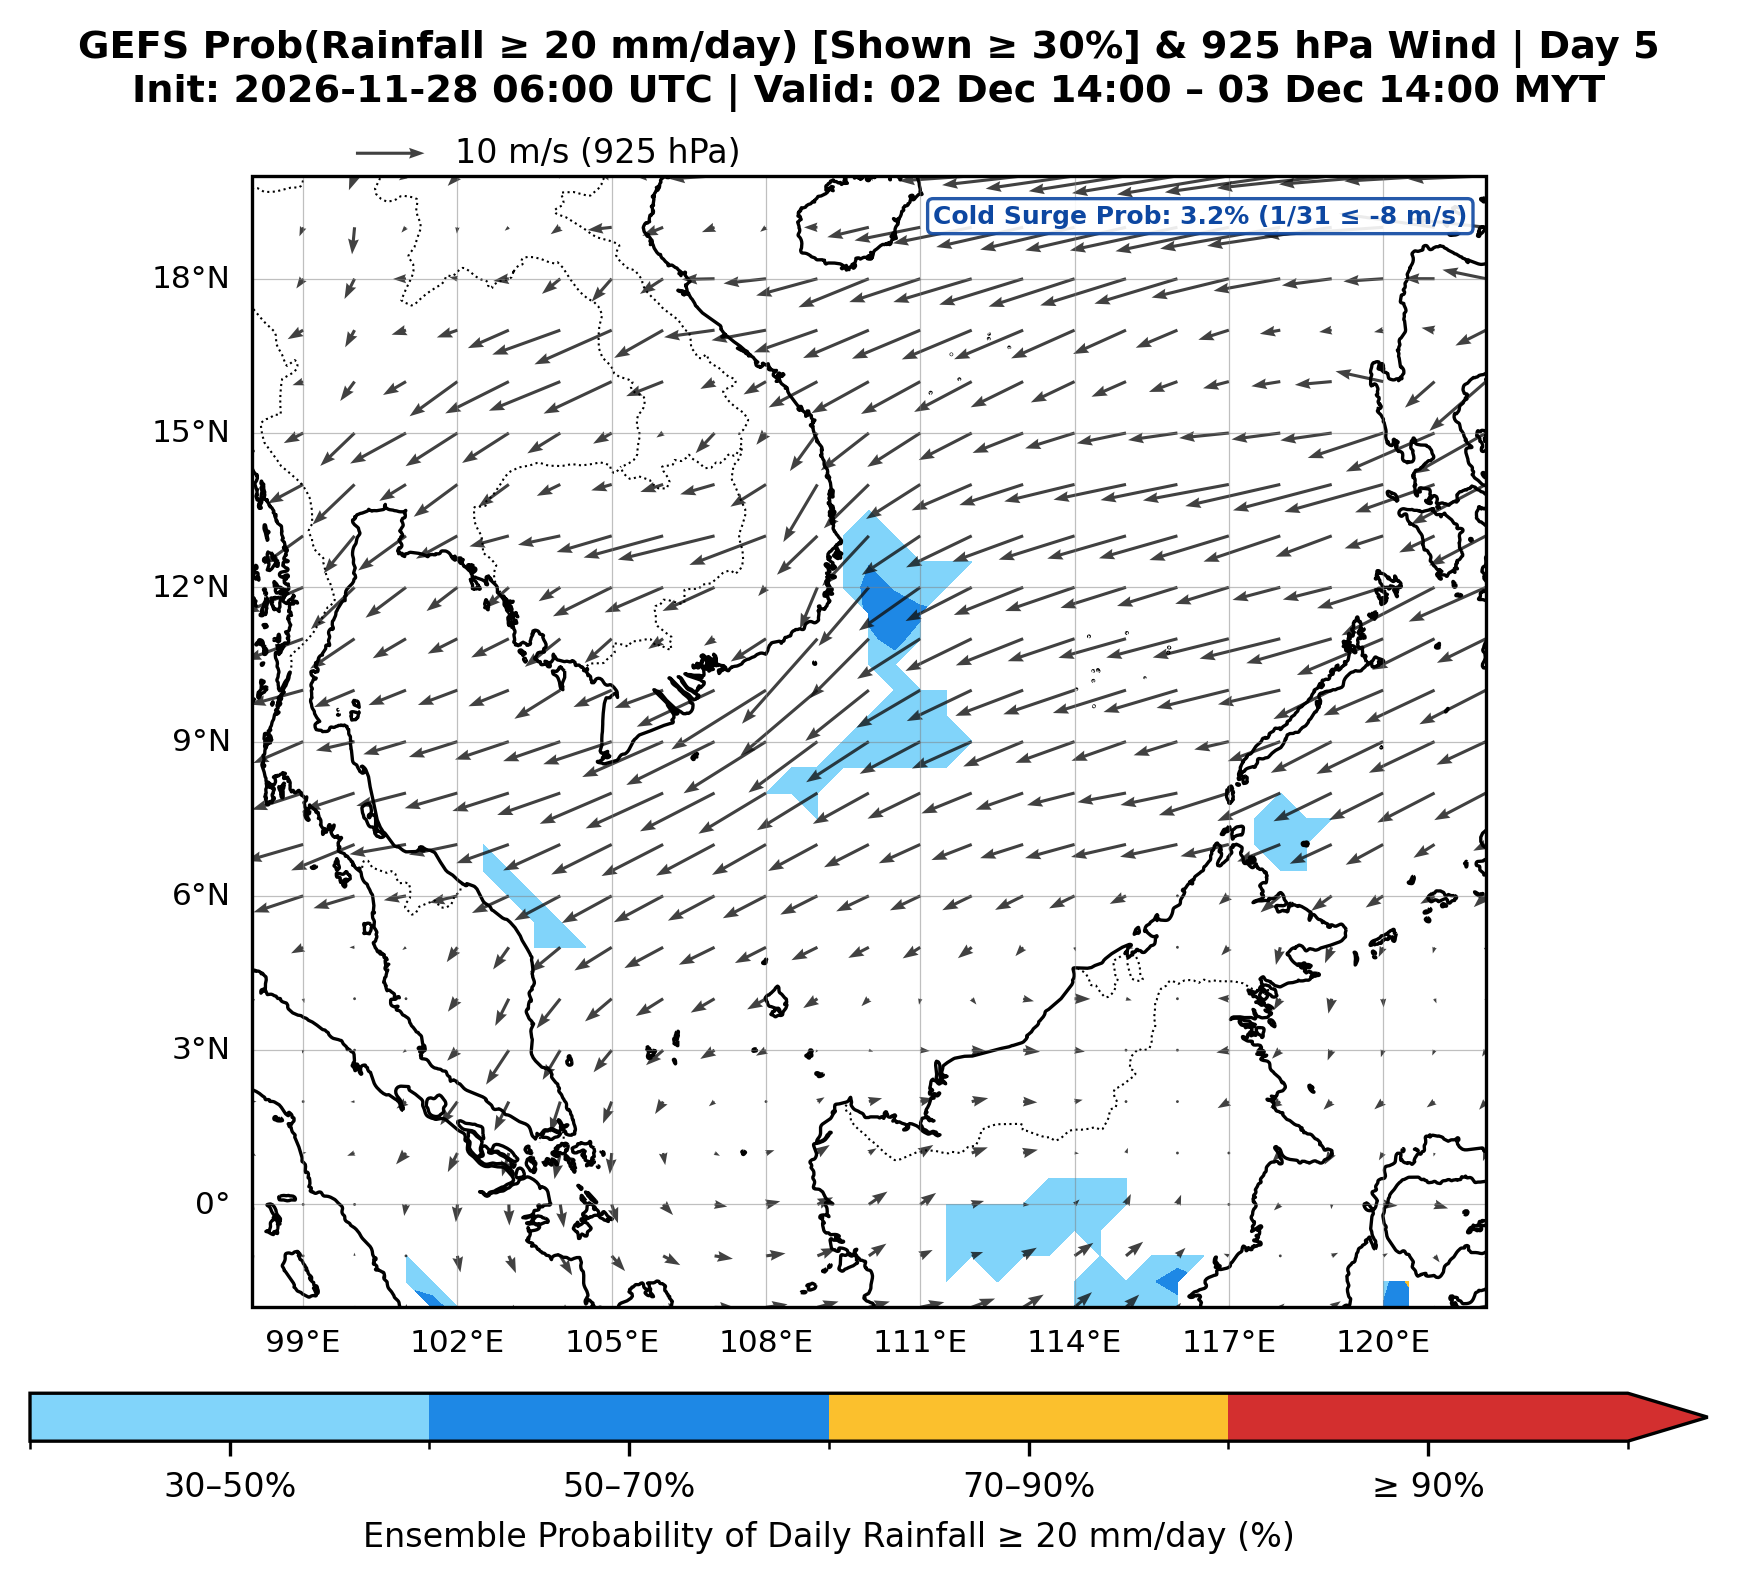 GEFS Prob(Rainfall ≥ 20 mm/day) [Shown ≥ 30%] & 925 hPa Wind | Day 5
Init: 2026-11-28 06:00 UTC | Valid: 02 Dec 14:00 – 03 Dec 14:00 MYT
10 m/s (925 hPa)
Cold Surge Prob: 3.2% (1/31 ≤ -8 m/s)
18°N
15°N
12°N
9°N
6°N
3°N
0°
99°E 102°E 105°E 108°E 111°E 114°E 117°E 120°E
30–50% 50–70% 70–90% ≥ 90%
Ensemble Probability of Daily Rainfall ≥ 20 mm/day (%)